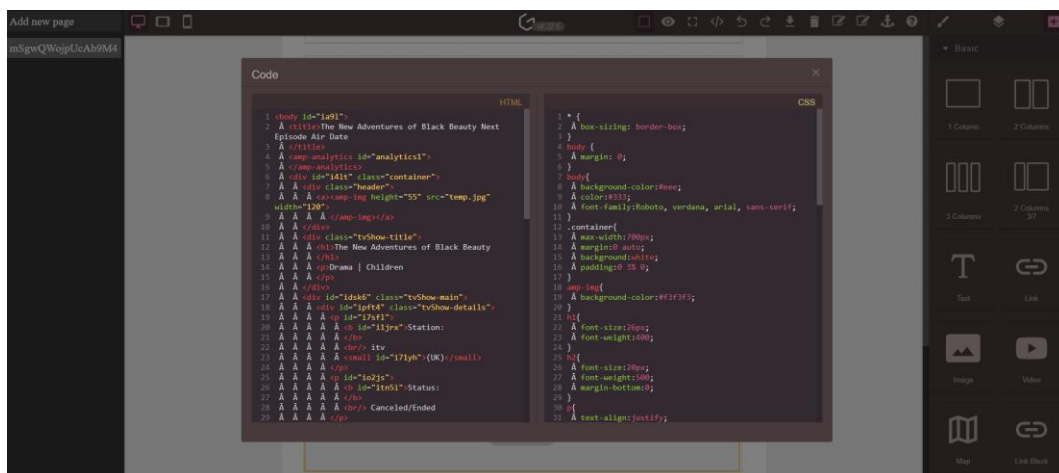 Add new page
mSgwQWojpUcAb9M4
Basic
Code
HTML
1 <body id="ia9l">
2 Â <title>The New Adventures of Black Beauty Next
Episode Air Date
3 Â </title>
4 Â <amp-analytics id="analytics1">
5 Â </amp-analytics>
6 Â <div id="i4lt" class="container">
7 Â Â <div class="header">
8 Â Â Â <a><amp-img height="55" src="temp.jpg"
width="120">
9 Â Â Â Â </amp-img></a>
10 Â Â </div>
11 Â Â <div class="tvShow-title">
12 Â Â Â <h1>The New Adventures of Black Beauty
13 Â Â Â </h1>
14 Â Â Â <p>Drama | Children
15 Â Â Â </p>
16 Â Â </div>
17 Â Â <div id="idsk6" class="tvShow-main">
18 Â Â Â <div id="ipft4" class="tvShow-details">
19 Â Â Â Â <p id="i7sfl">
20 Â Â Â Â Â <b id="i1jrx">Station:
21 Â Â Â Â Â </b>
22 Â Â Â Â Â <br/> itv
23 Â Â Â Â Â <small id="i71yh">(UK)</small>
24 Â Â Â Â </p>
25 Â Â Â Â <p id="io2js">
26 Â Â Â Â Â <b id="itn5i">Status:
27 Â Â Â Â Â </b>
28 Â Â Â Â Â <br/> Canceled/Ended
29 Â Â Â Â </p>
CSS
1 * {
2 Â box-sizing: border-box;
3 }
4 body {
5 Â margin: 0;
6 }
7 body{
8 Â background-color:#eee;
9 Â color:#333;
10 Â font-family:Roboto, verdana, arial, sans-serif;
11 }
12 .container{
13 Â max-width:700px;
14 Â margin:0 auto;
15 Â background:white;
16 Â padding:0 3% 0;
17 }
18 amp-img{
19 Â background-color:#f3f3f3;
20 }
21 h1{
22 Â font-size:26px;
23 Â font-weight:400;
24 }
25 h2{
26 Â font-size:20px;
27 Â font-weight:500;
28 Â margin-bottom:0;
29 }
30 p{
31 Â text-align:justify;
1 Column
2 Columns
3 Columns
2 Columns
3/7
Text
Link
Image
Video
Map
Link Block